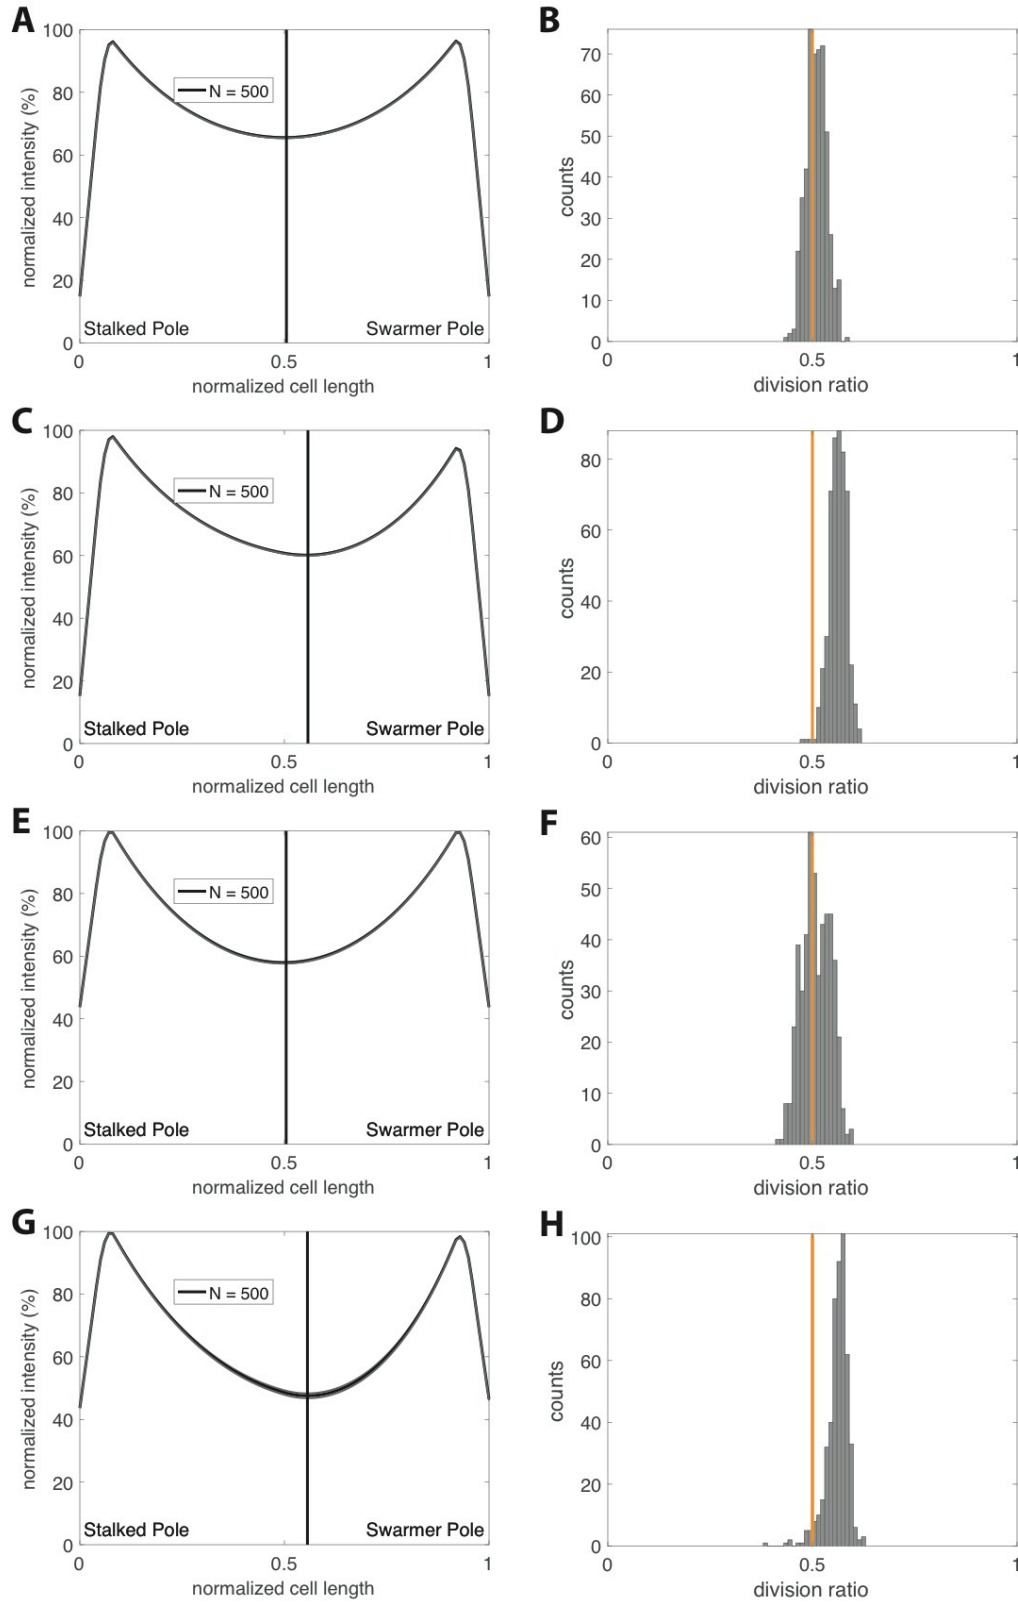 A
100
80
60
40
20
0
normalized intensity (%)
N = 500
Stalked Pole
Swarmer Pole
0
0.5
1
normalized cell length
B
70
60
50
40
30
20
10
0
counts
0
0.5
1
division ratio
C
100
80
60
40
20
0
normalized intensity (%)
N = 500
Stalked Pole
Swarmer Pole
0
0.5
1
normalized cell length
D
80
60
40
20
0
counts
0
0.5
1
division ratio
E
100
80
60
40
20
0
normalized intensity (%)
N = 500
Stalked Pole
Swarmer Pole
0
0.5
1
normalized cell length
F
60
50
40
30
20
10
0
counts
0
0.5
1
division ratio
G
100
80
60
40
20
0
normalized intensity (%)
N = 500
Stalked Pole
Swarmer Pole
0
0.5
1
normalized cell length
H
100
80
60
40
20
0
counts
0
0.5
1
division ratio